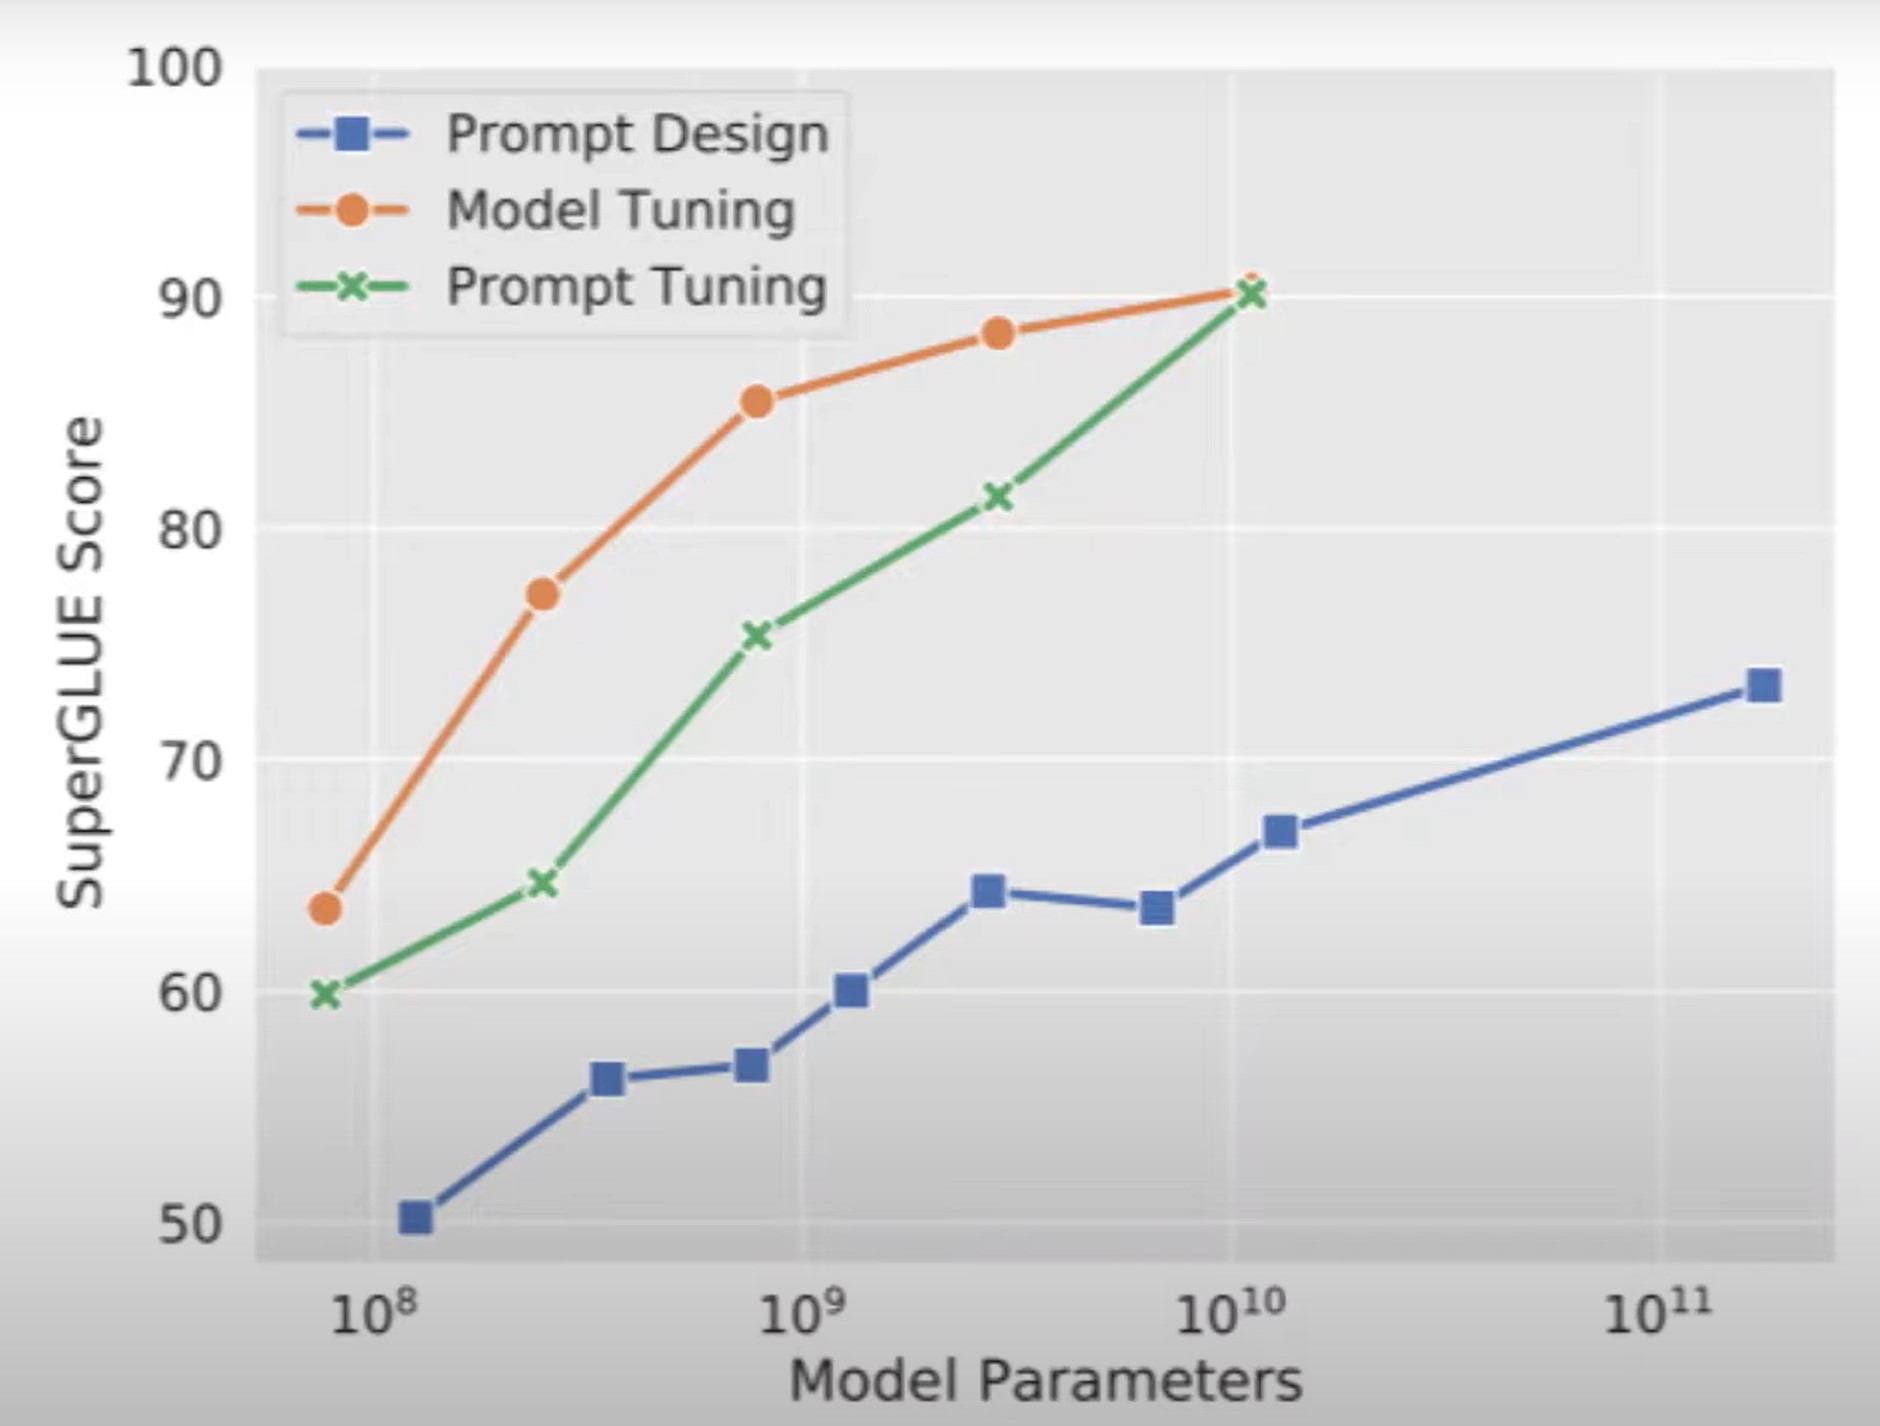 100
Prompt Design
Model Tuning
Prompt Tuning
90
80
70
60
50
SuperGLUE Score
10⁸
10⁹
10¹⁰
10¹¹
Model Parameters